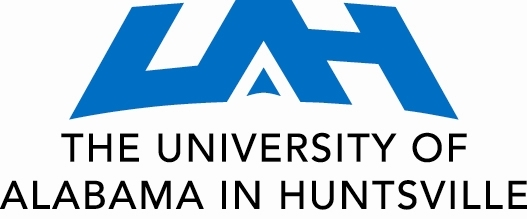 UAH
THE UNIVERSITY OF
ALABAMA IN HUNTSVILLE